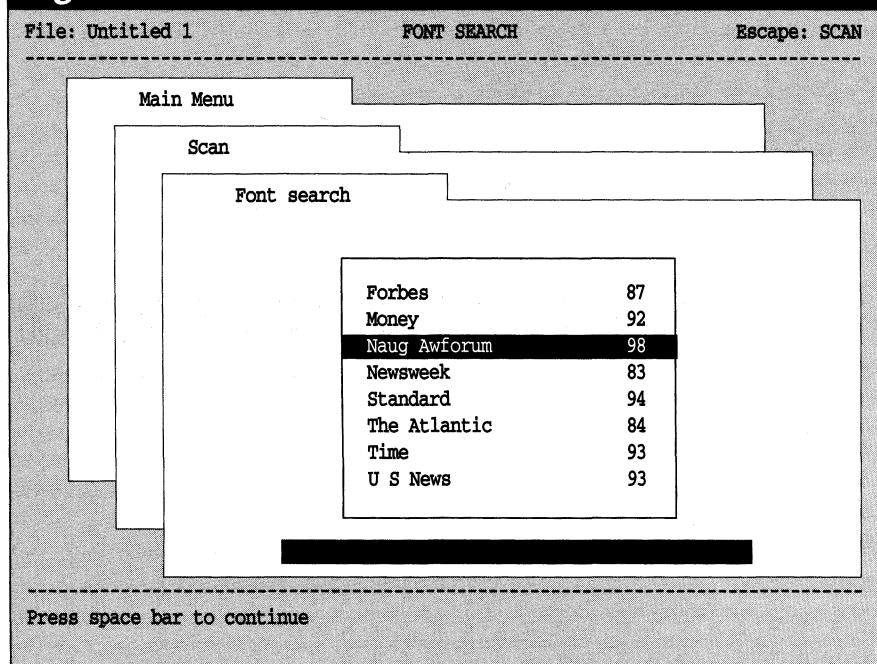 File: Untitled 1 FONT SEARCH Escape: SCAN
Main Menu
Scan
Font search
Forbes 87
Money 92
Naug Awforum 98
Newsweek 83
Standard 94
The Atlantic 84
Time 93
U S News 93
Press space bar to continue